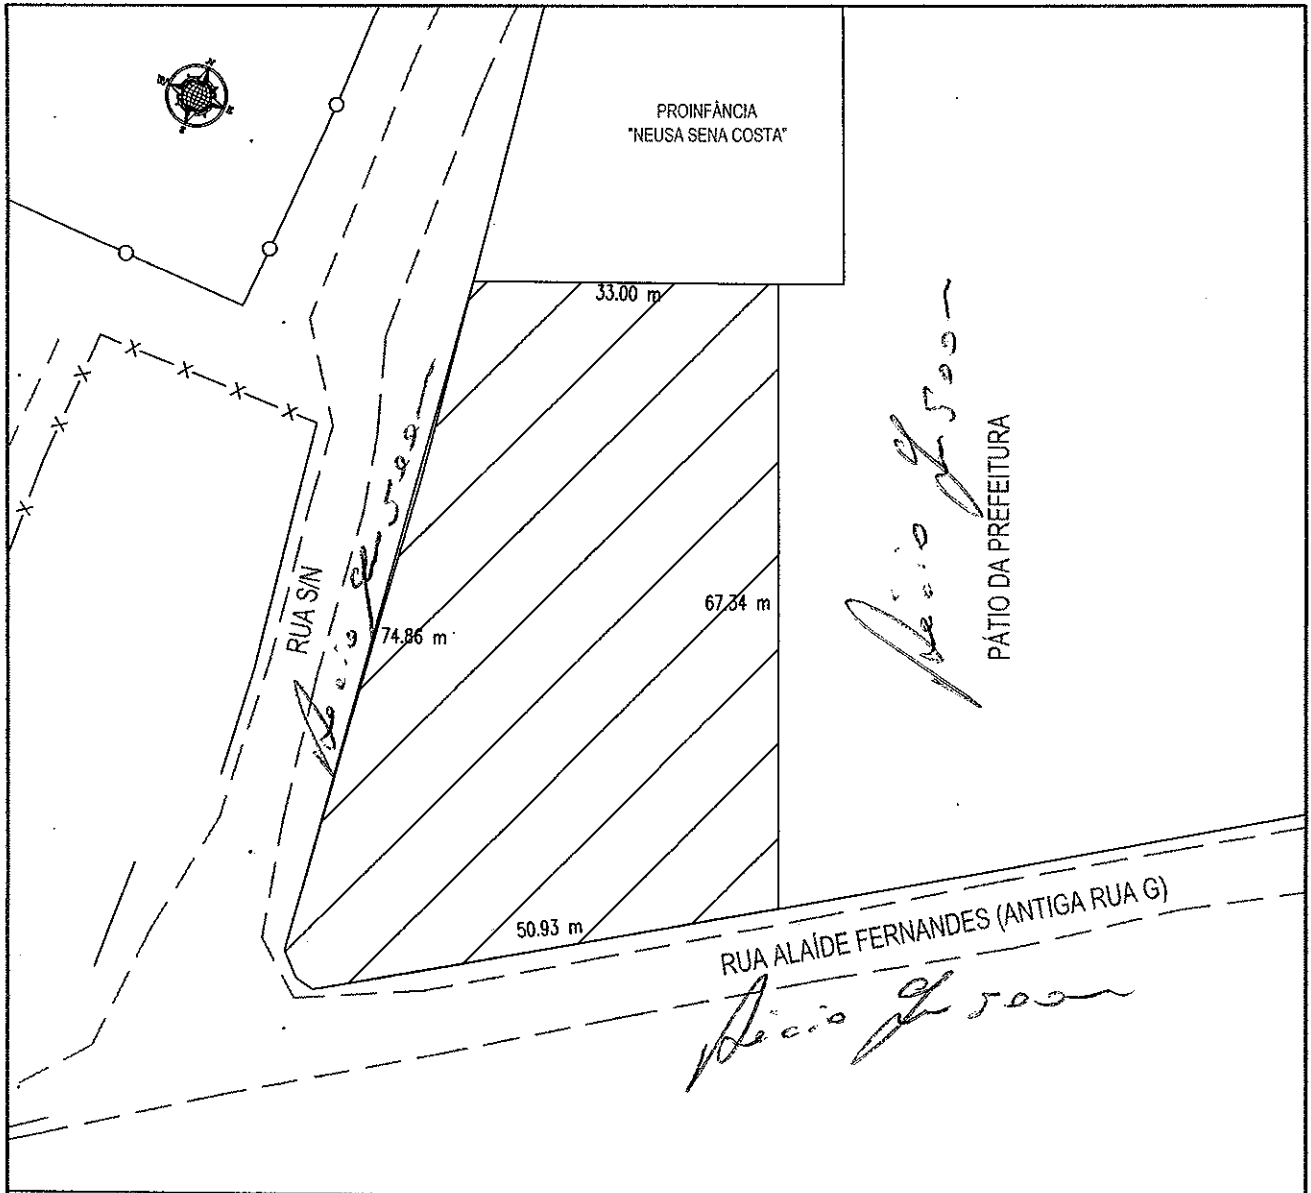 PROINFÂNCIA
"NEUSA SENA COSTA"
33.00 m
RUA S/N
74.86 m
67.34 m
PÁTIO DA PREFEITURA
50.93 m
RUA ALAÍDE FERNANDES (ANTIGA RUA G)